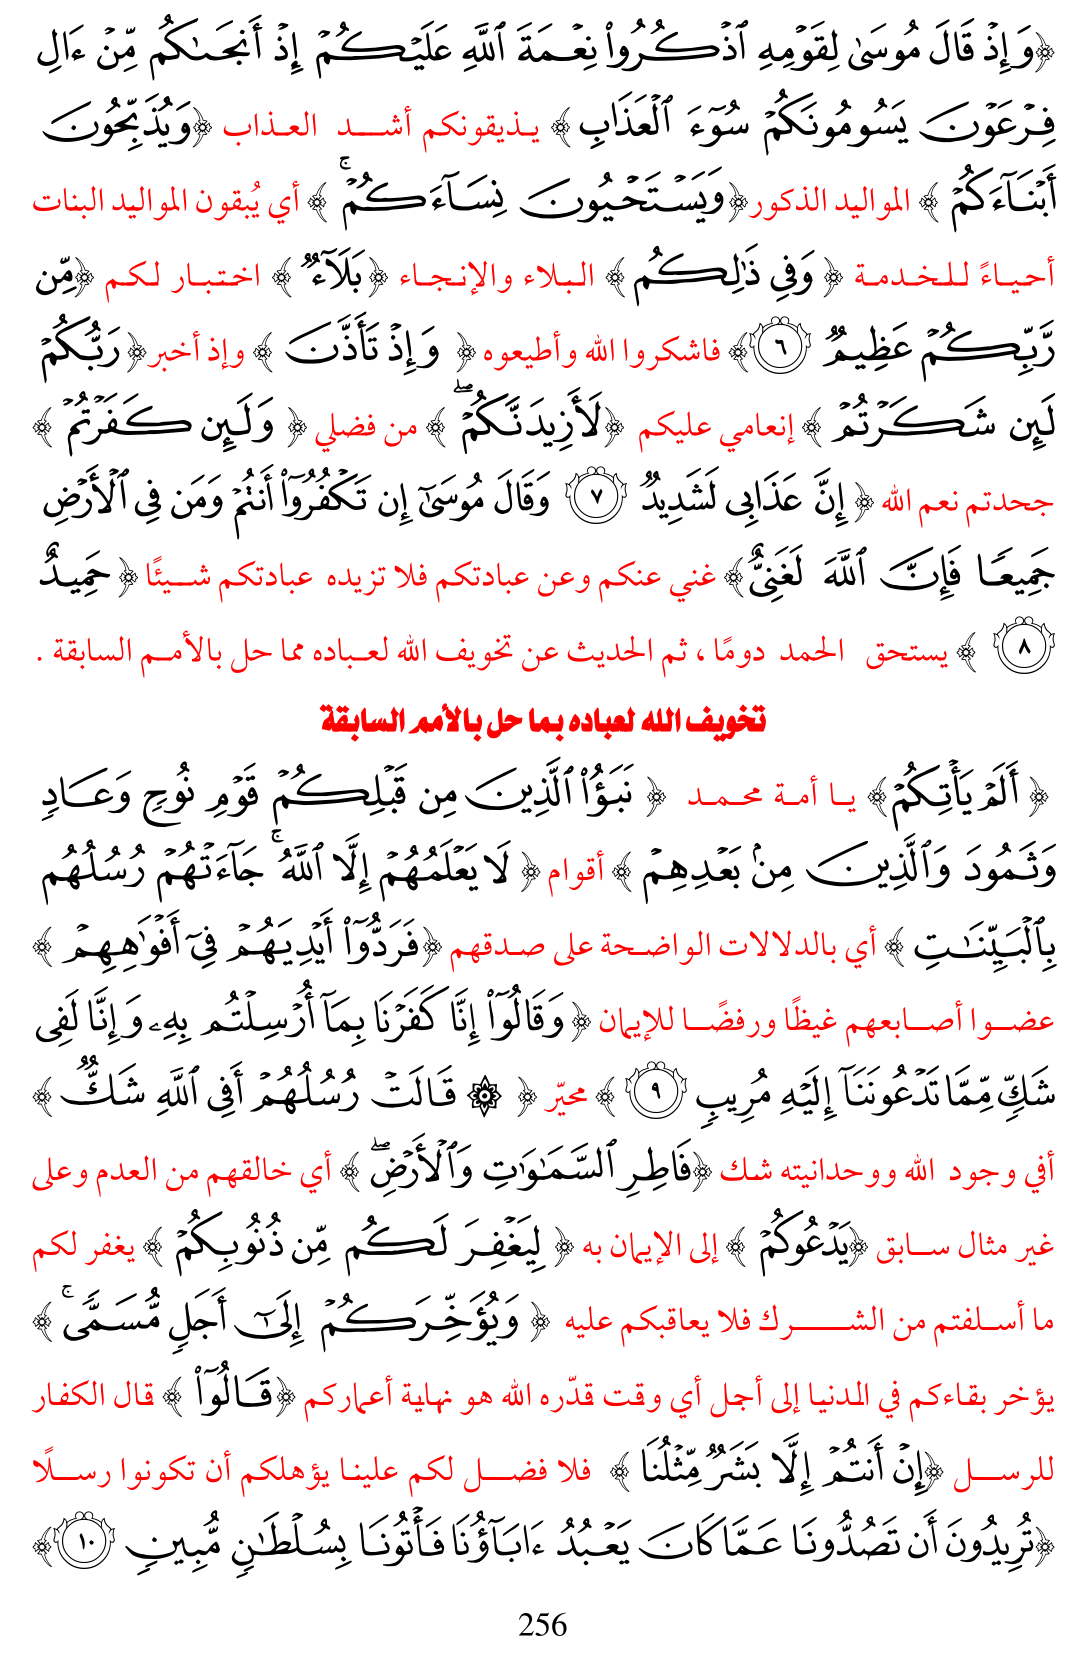 ﴿وَإِذۡ قَالَ مُوسَىٰ لِقَوۡمِهِ ٱذۡكُرُواْ نِعۡمَةَ ٱللَّهِ عَلَيۡكُمۡ إِذۡ أَنجَىٰكُم مِّنۡ ءَالِ
فِرۡعَوۡنَ يَسُومُونَكُمۡ سُوٓءَ ٱلۡعَذَابِ ﴾ يـذيقونكم أشـد العـذاب ﴿وَيُذَبِّحُونَ
أَبۡنَآءَكُمۡ ﴾ المواليد الذكور ﴿وَيَسۡتَحۡيُونَ نِسَآءَكُمۡۚ ﴾ أي يُبقون المواليد البنات
أحياءً للخدمة ﴿ وَفِي ذَٰلِكُم ﴾ البلاء والإنجاء ﴿بَلَآءٞ ﴾ اختبار لكم ﴿مِّن
رَّبِّكُمۡ عَظِيمٞ ٦﴾ فاشكروا الله وأطيعوه ﴿ وَإِذۡ تَأَذَّنَ ﴾ وإذ أخبر ﴿رَبُّكُمۡ
لَئِن شَكَرۡتُمۡ ﴾ إنعامي عليكم ﴿لَأَزِيدَنَّكُمۡۖ ﴾ من فضلي ﴿ وَلَئِن كَفَرۡتُمۡ ﴾
جحدتم نعم الله ﴿ إِنَّ عَذَابِي لَشَدِيدٞ ٧ وَقَالَ مُوسَىٰٓ إِن تَكۡفُرُوٓاْ أَنتُمۡ وَمَن فِي ٱلۡأَرۡضِ
جَمِيعٗا فَإِنَّ ٱللَّهَ لَغَنِيٌّ﴾ غني عنكم وعن عبادتكم فلا تزيده عبادتكم شيئًا ﴿ حَمِيدٌ
٨ ﴾ يستحق الحمد دومًا ، ثم الحديث عن تخويف الله لعباده مما حل بالأمم السابقة .
تخويف الله لعباده بما حل بالأمم السابقة
﴿ أَلَمۡ يَأۡتِكُمۡ﴾ يا أمة محمد ﴿ نَبَؤُاْ ٱلَّذِينَ مِن قَبۡلِكُمۡ قَوۡمِ نُوحٖ وَعَادٖ
وَثَمُودَ وَٱلَّذِينَ مِنۢ بَعۡدِهِمۡ ﴾ أقوام ﴿ لَا يَعۡلَمُهُمۡ إِلَّا ٱللَّهُۚ جَآءَتۡهُمۡ رُسُلُهُم
بِٱلۡبَيِّنَٰتِ ﴾ أي بالدلالات الواضحة على صدقهم ﴿فَرَدُّوٓاْ أَيۡدِيَهُمۡ فِيٓ أَفۡوَٰهِهِمۡ ﴾
عضوا أصابعهم غيظًا ورفضًا للإيمان ﴿ وَقَالُوٓاْ إِنَّا كَفَرۡنَا بِمَآ أُرۡسِلۡتُم بِهِۦ وَإِنَّا لَفِي
شَكّٖ مِّمَّا تَدۡعُونَنَآ إِلَيۡهِ مُرِيبٖ ٩ ﴾ محيّر ﴿ ۞ قَالَتۡ رُسُلُهُمۡ أَفِي ٱللَّهِ شَكّٞ ﴾
أفي وجود الله ووحدانيته شك ﴿فَاطِرِ ٱلسَّمَٰوَٰتِ وَٱلۡأَرۡضِۖ ﴾ أي خالقهم من العدم وعلى
غير مثال سابق ﴿يَدۡعُوكُمۡ ﴾ إلى الإيمان به ﴿ لِيَغۡفِرَ لَكُم مِّن ذُنُوبِكُمۡ ﴾ يغفر لكم
ما أسلفتم من الشرك فلا يعاقبكم عليه ﴿ وَيُؤَخِّرَكُمۡ إِلَىٰٓ أَجَلٖ مُّسَمّٗىۚ ﴾
يؤخر بقاءكم في الدنيا إلى أجل أي وقت قدّره الله هو نهاية أعماركم ﴿قَالُوٓاْ ﴾ قال الكفار
للرسل ﴿إِنۡ أَنتُمۡ إِلَّا بَشَرٞ مِّثۡلُنَا ﴾ فلا فضل لكم علينا يؤهلكم أن تكونوا رسلًا
﴿تُرِيدُونَ أَن تَصُدُّونَا عَمَّا كَانَ يَعۡبُدُ ءَابَآؤُنَا فَأۡتُونَا بِسُلۡطَٰنٖ مُّبِينٖ ١٠﴾
256